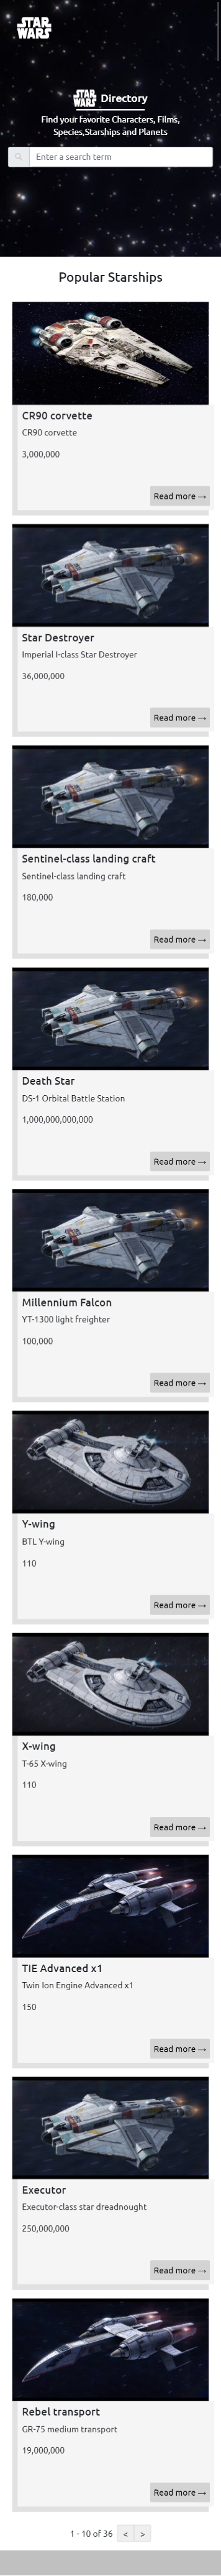 STAR
WARS
STAR
WARS Directory
Find your favorite Characters, Films,
Species,Starships and Planets
Enter a search term
Popular Starships
CR90 corvette
CR90 corvette
3,000,000
Read more →
Star Destroyer
Imperial I-class Star Destroyer
36,000,000
Read more →
Sentinel-class landing craft
Sentinel-class landing craft
180,000
Read more →
Death Star
DS-1 Orbital Battle Station
1,000,000,000,000
Read more →
Millennium Falcon
YT-1300 light freighter
100,000
Read more →
Y-wing
BTL Y-wing
110
Read more →
X-wing
T-65 X-wing
110
Read more →
TIE Advanced x1
Twin Ion Engine Advanced x1
150
Read more →
Executor
Executor-class star dreadnought
250,000,000
Read more →
Rebel transport
GR-75 medium transport
19,000,000
Read more →
1 - 10 of 36 < >